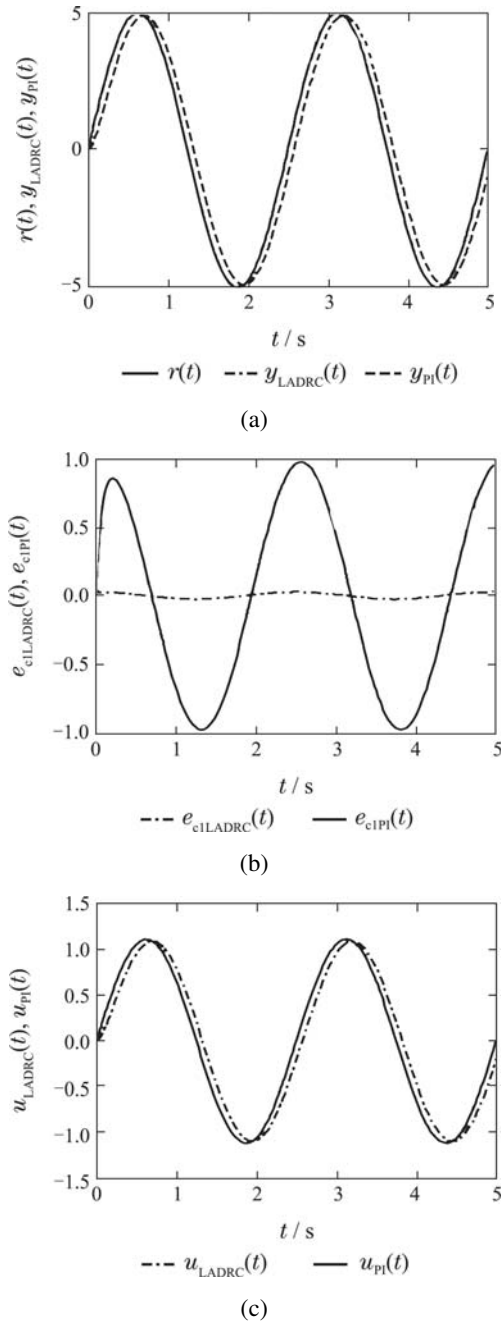 5
0
−5
r(t), y_LADRC(t), y_PI(t)
0 1 2 3 4 5
t / s
r(t) y_LADRC(t) y_PI(t)
(a)
1.0
0.5
0.0
−0.5
−1.0
e_c1LADRC(t), e_c1PI(t)
0 1 2 3 4 5
t / s
e_c1LADRC(t) e_c1PI(t)
(b)
1.5
1.0
0.5
0.0
−0.5
−1.0
−1.5
u_LADRC(t), u_PI(t)
0 1 2 3 4 5
t / s
u_LADRC(t) u_PI(t)
(c)